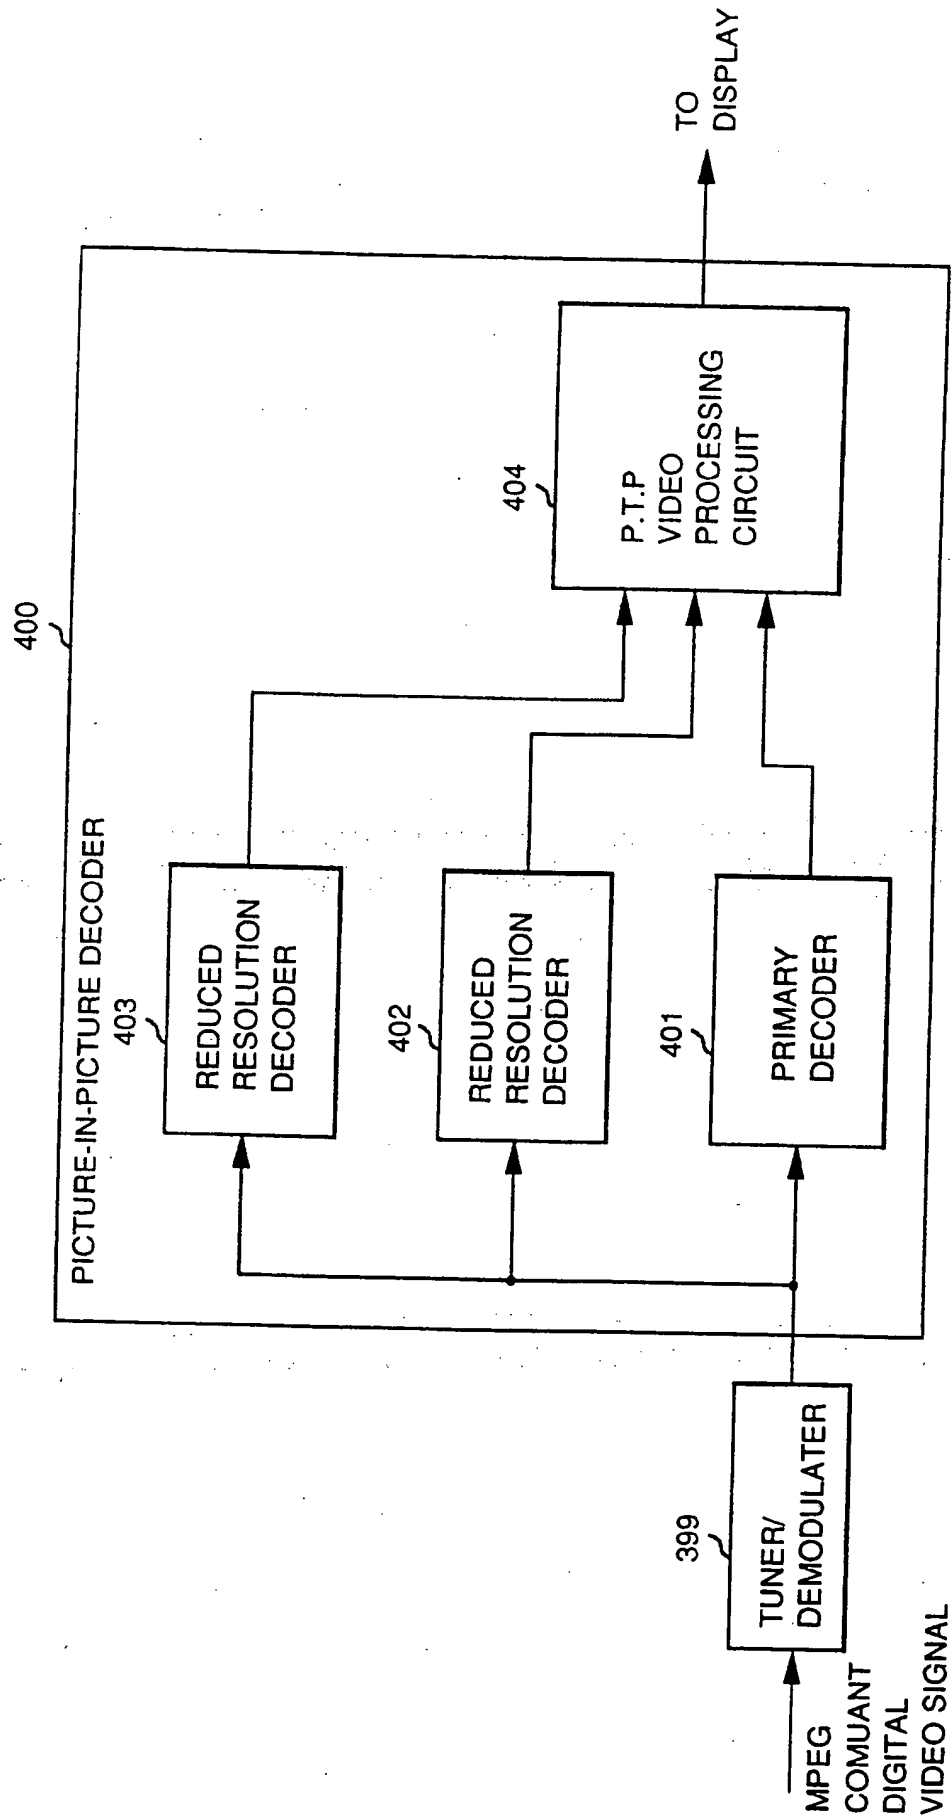 400
PICTURE-IN-PICTURE DECODER
403
REDUCED
RESOLUTION
DECODER
402
REDUCED
RESOLUTION
DECODER
401
PRIMARY
DECODER
404
P.T.P
VIDEO
PROCESSING
CIRCUIT
TO
DISPLAY
399
TUNER/
DEMODULATER
MPEG
COMUANT
DIGITAL
VIDEO SIGNAL